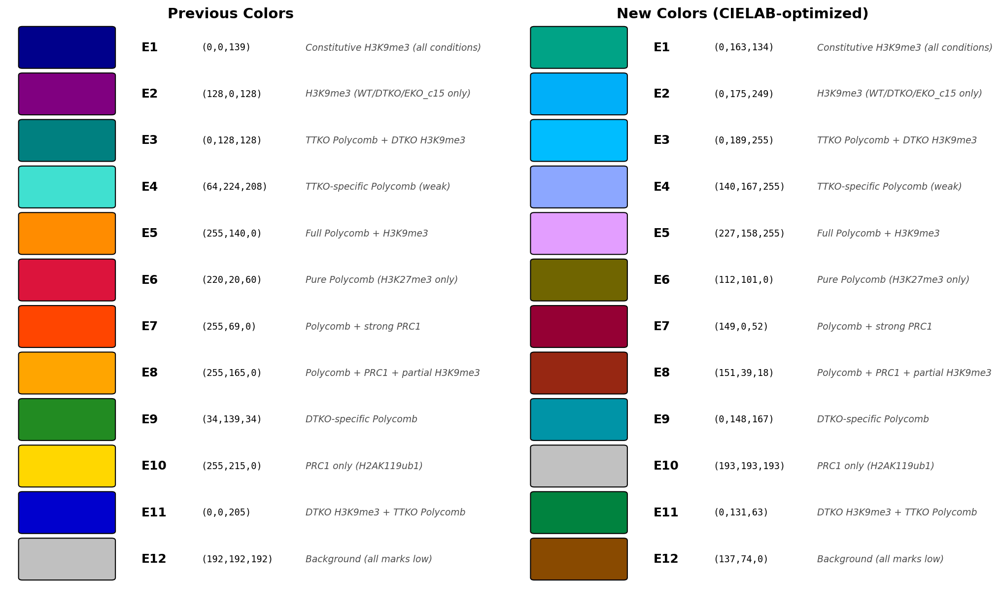 Previous Colors
E1 (0,0,139) Constitutive H3K9me3 (all conditions)
E2 (128,0,128) H3K9me3 (WT/DTKO/EKO_c15 only)
E3 (0,128,128) TTKO Polycomb + DTKO H3K9me3
E4 (64,224,208) TTKO-specific Polycomb (weak)
E5 (255,140,0) Full Polycomb + H3K9me3
E6 (220,20,60) Pure Polycomb (H3K27me3 only)
E7 (255,69,0) Polycomb + strong PRC1
E8 (255,165,0) Polycomb + PRC1 + partial H3K9me3
E9 (34,139,34) DTKO-specific Polycomb
E10 (255,215,0) PRC1 only (H2AK119ub1)
E11 (0,0,205) DTKO H3K9me3 + TTKO Polycomb
E12 (192,192,192) Background (all marks low)
New Colors (CIELAB-optimized)
E1 (0,163,134) Constitutive H3K9me3 (all conditions)
E2 (0,175,249) H3K9me3 (WT/DTKO/EKO_c15 only)
E3 (0,189,255) TTKO Polycomb + DTKO H3K9me3
E4 (140,167,255) TTKO-specific Polycomb (weak)
E5 (227,158,255) Full Polycomb + H3K9me3
E6 (112,101,0) Pure Polycomb (H3K27me3 only)
E7 (149,0,52) Polycomb + strong PRC1
E8 (151,39,18) Polycomb + PRC1 + partial H3K9me3
E9 (0,148,167) DTKO-specific Polycomb
E10 (193,193,193) PRC1 only (H2AK119ub1)
E11 (0,131,63) DTKO H3K9me3 + TTKO Polycomb
E12 (137,74,0) Background (all marks low)